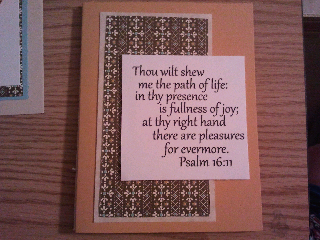 Thou wilt shew
me the path of life:
in thy presence
is fullness of joy;
at thy right hand
there are pleasures
for evermore.
Psalm 16:11